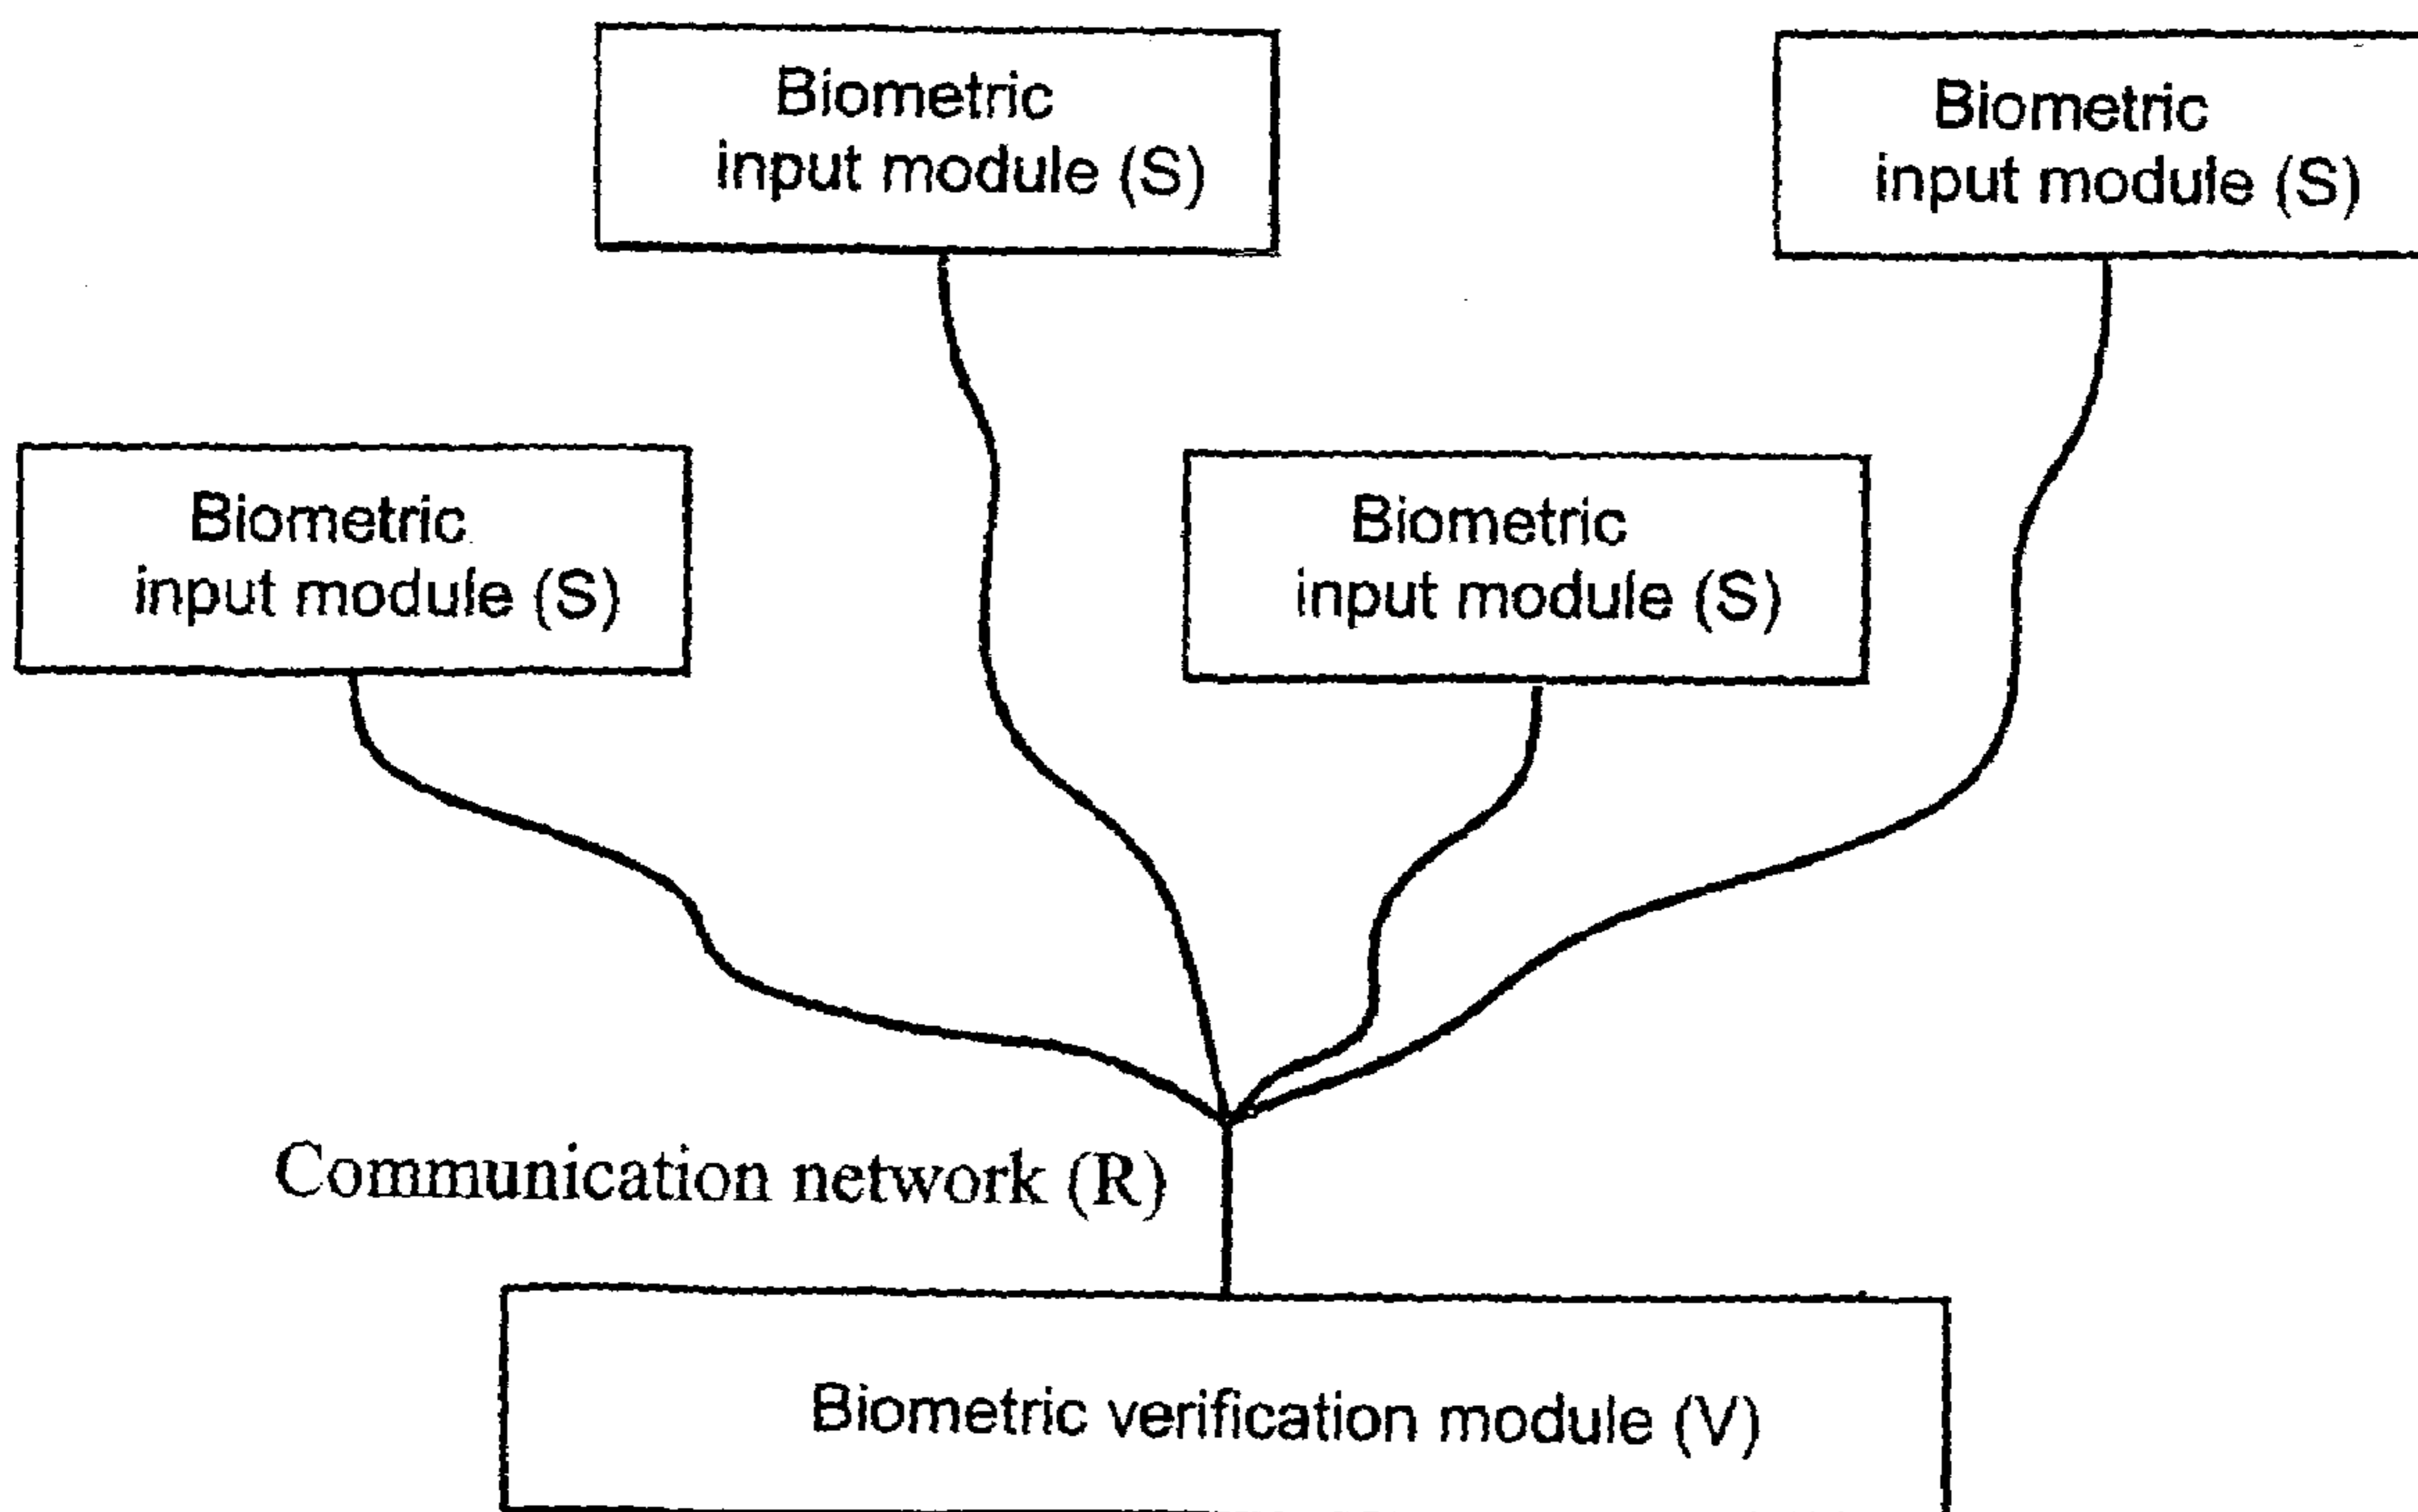 Biometric
input module (S)
Biometric
input module (S)
Biometric
input module (S)
Biometric
input module (S)
Communication network (R)
Biometric verification module (V)